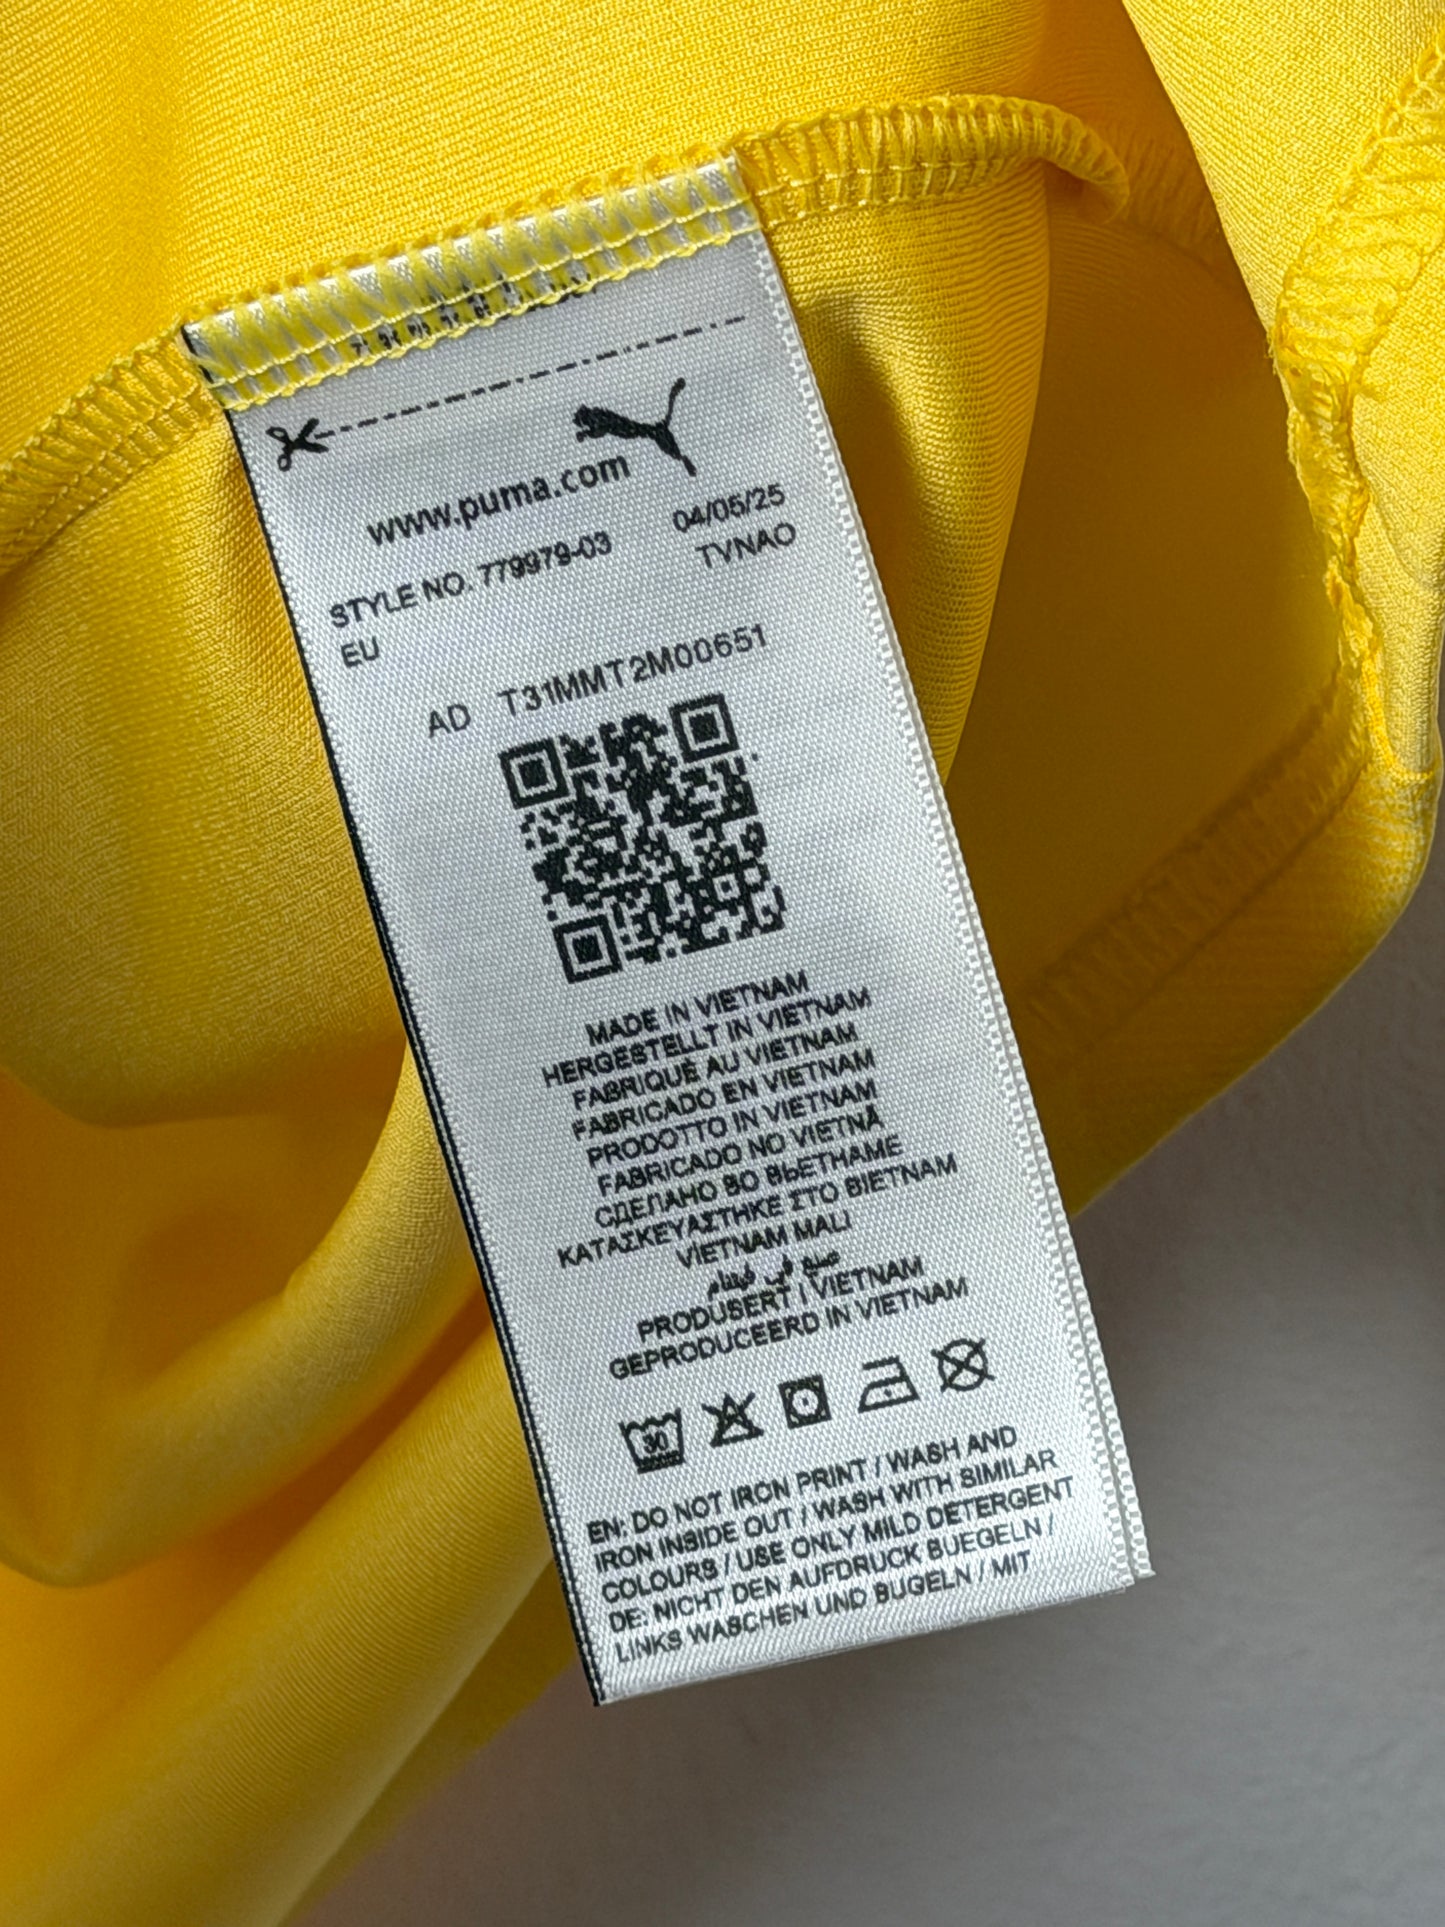 www.puma.com
STYLE NO. 779979-03 04/05/25
EU TVNAO
AD T31MMT2M00651
MADE IN VIETNAM
HERGESTELLT IN VIETNAM
FABRIQUÉ AU VIETNAM
FABRICADO EN VIETNAM
PRODOTTO IN VIETNAM
FABRICADO NO VIETNÃ
СДЕЛАНО ВО ВЬЕТНАМЕ
ΚΑΤΑΣΚΕΥΑΣΤΗΚΕ ΣΤΟ ΒΙΕΤΝΑΜ
VIETNAM MALI
صنع في فيتنام
PRODUSERT I VIETNAM
GEPRODUCEERD IN VIETNAM
30
EN: DO NOT IRON PRINT / WASH AND
IRON INSIDE OUT / WASH WITH SIMILAR
COLOURS / USE ONLY MILD DETERGENT
DE: NICHT DEN AUFDRUCK BUEGELN /
LINKS WASCHEN UND BUGELN / MIT